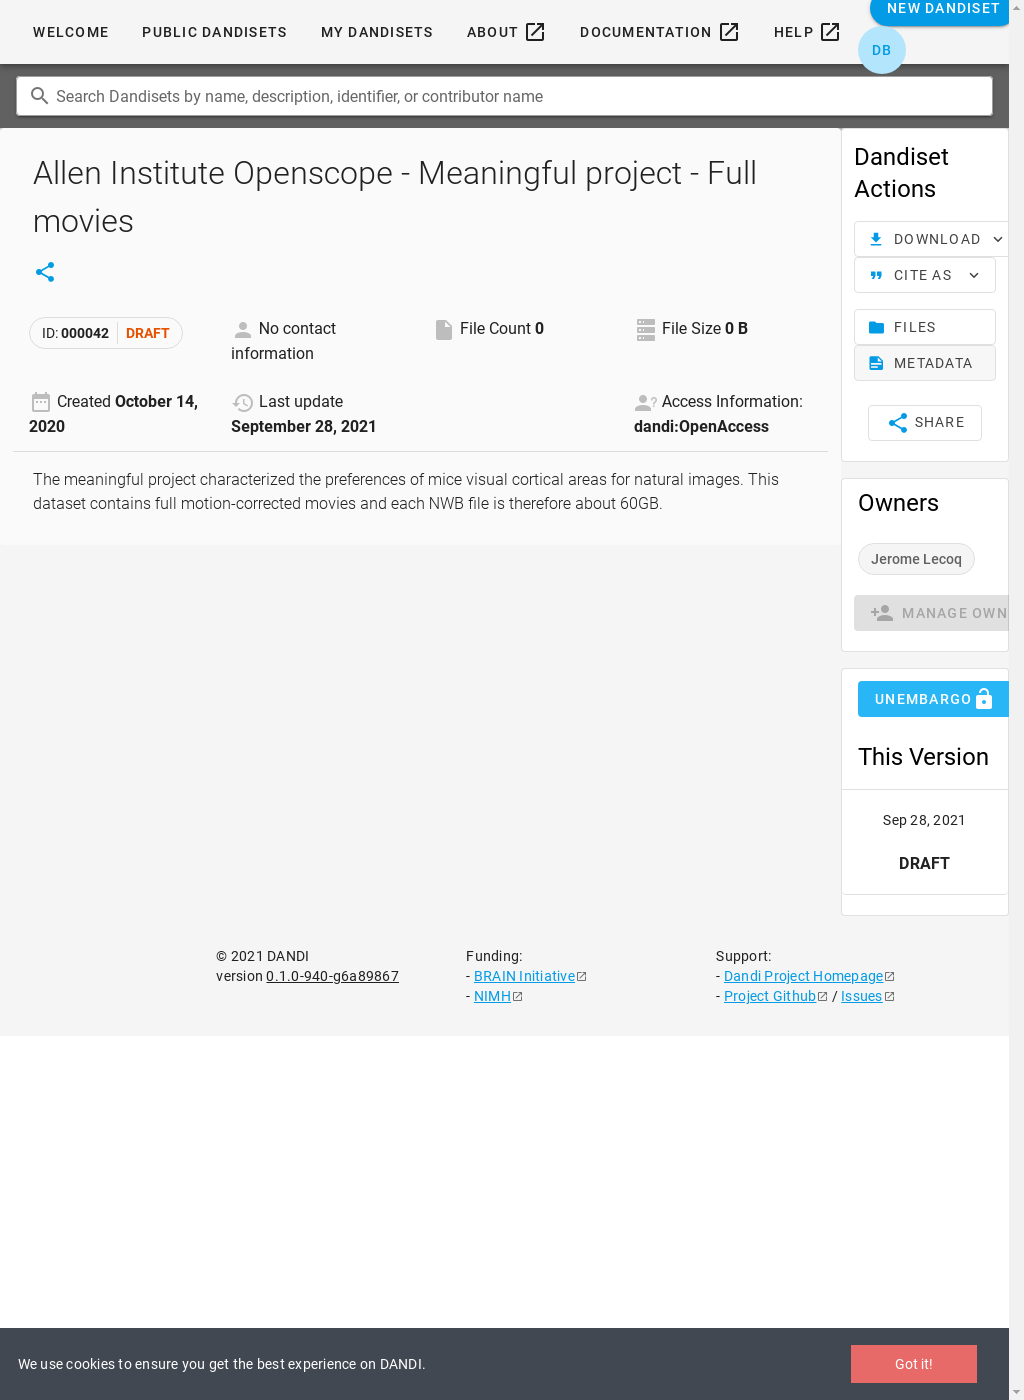 NEW DANDISET
WELCOME PUBLIC DANDISETS MY DANDISETS ABOUT DOCUMENTATION HELP
DB
Search Dandisets by name, description, identifier, or contributor name
Allen Institute Openscope - Meaningful project - Full
movies
ID: 000042 DRAFT
No contact
information
File Count 0
File Size 0 B
Created October 14,
2020
Last update
September 28, 2021
Access Information:
dandi:OpenAccess
The meaningful project characterized the preferences of mice visual cortical areas for natural images. This
dataset contains full motion-corrected movies and each NWB file is therefore about 60GB.
Dandiset
Actions
DOWNLOAD
CITE AS
FILES
METADATA
SHARE
Owners
Jerome Lecoq
MANAGE OWN
UNEMBARGO
This Version
Sep 28, 2021
DRAFT
© 2021 DANDI
version 0.1.0-940-g6a89867
Funding:
- BRAIN Initiative
- NIMH
Support:
- Dandi Project Homepage
- Project Github / Issues
We use cookies to ensure you get the best experience on DANDI.
Got it!